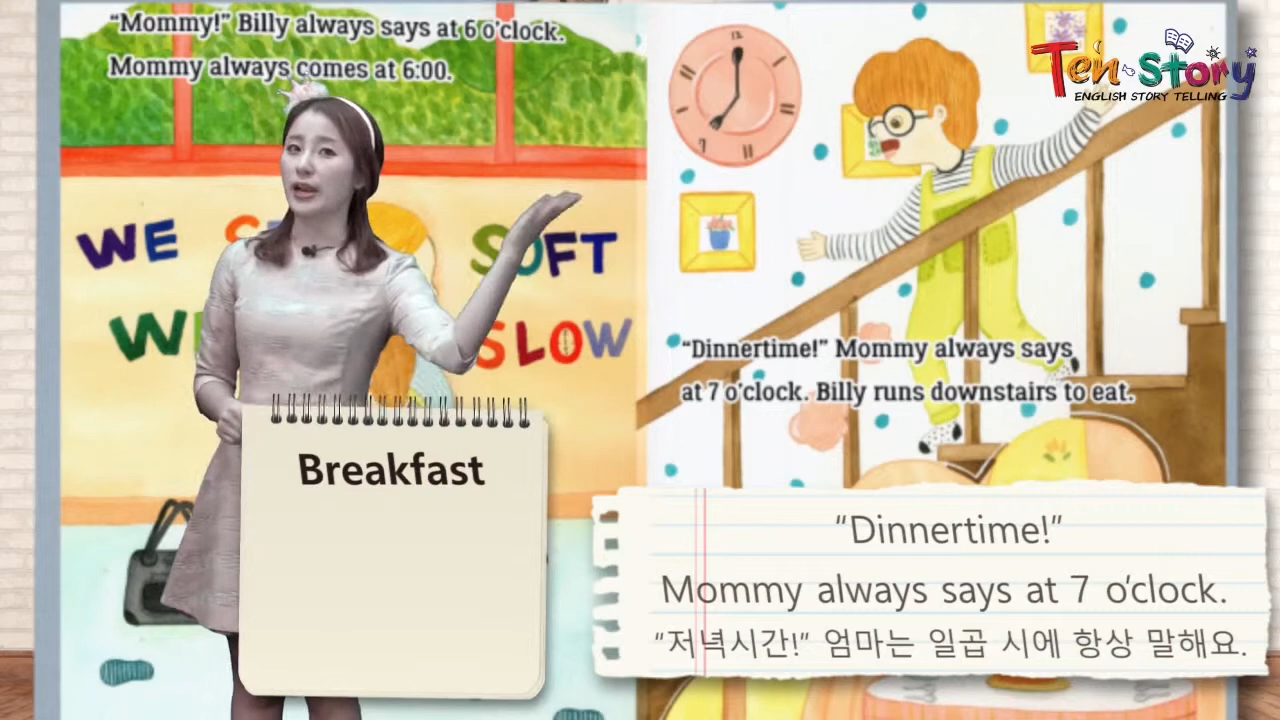 “Mommy!” Billy always says at 6 o'clock.
Mommy always comes at 6:00.
WE SOFT
SLOW
Ten Story
ENGLISH STORY TELLING
“Dinnertime!” Mommy always says
at 7 o'clock. Billy runs downstairs to eat.
Breakfast
"Dinnertime!"
Mommy always says at 7 o'clock.
"저녁시간!" 엄마는 일곱 시에 항상 말해요.